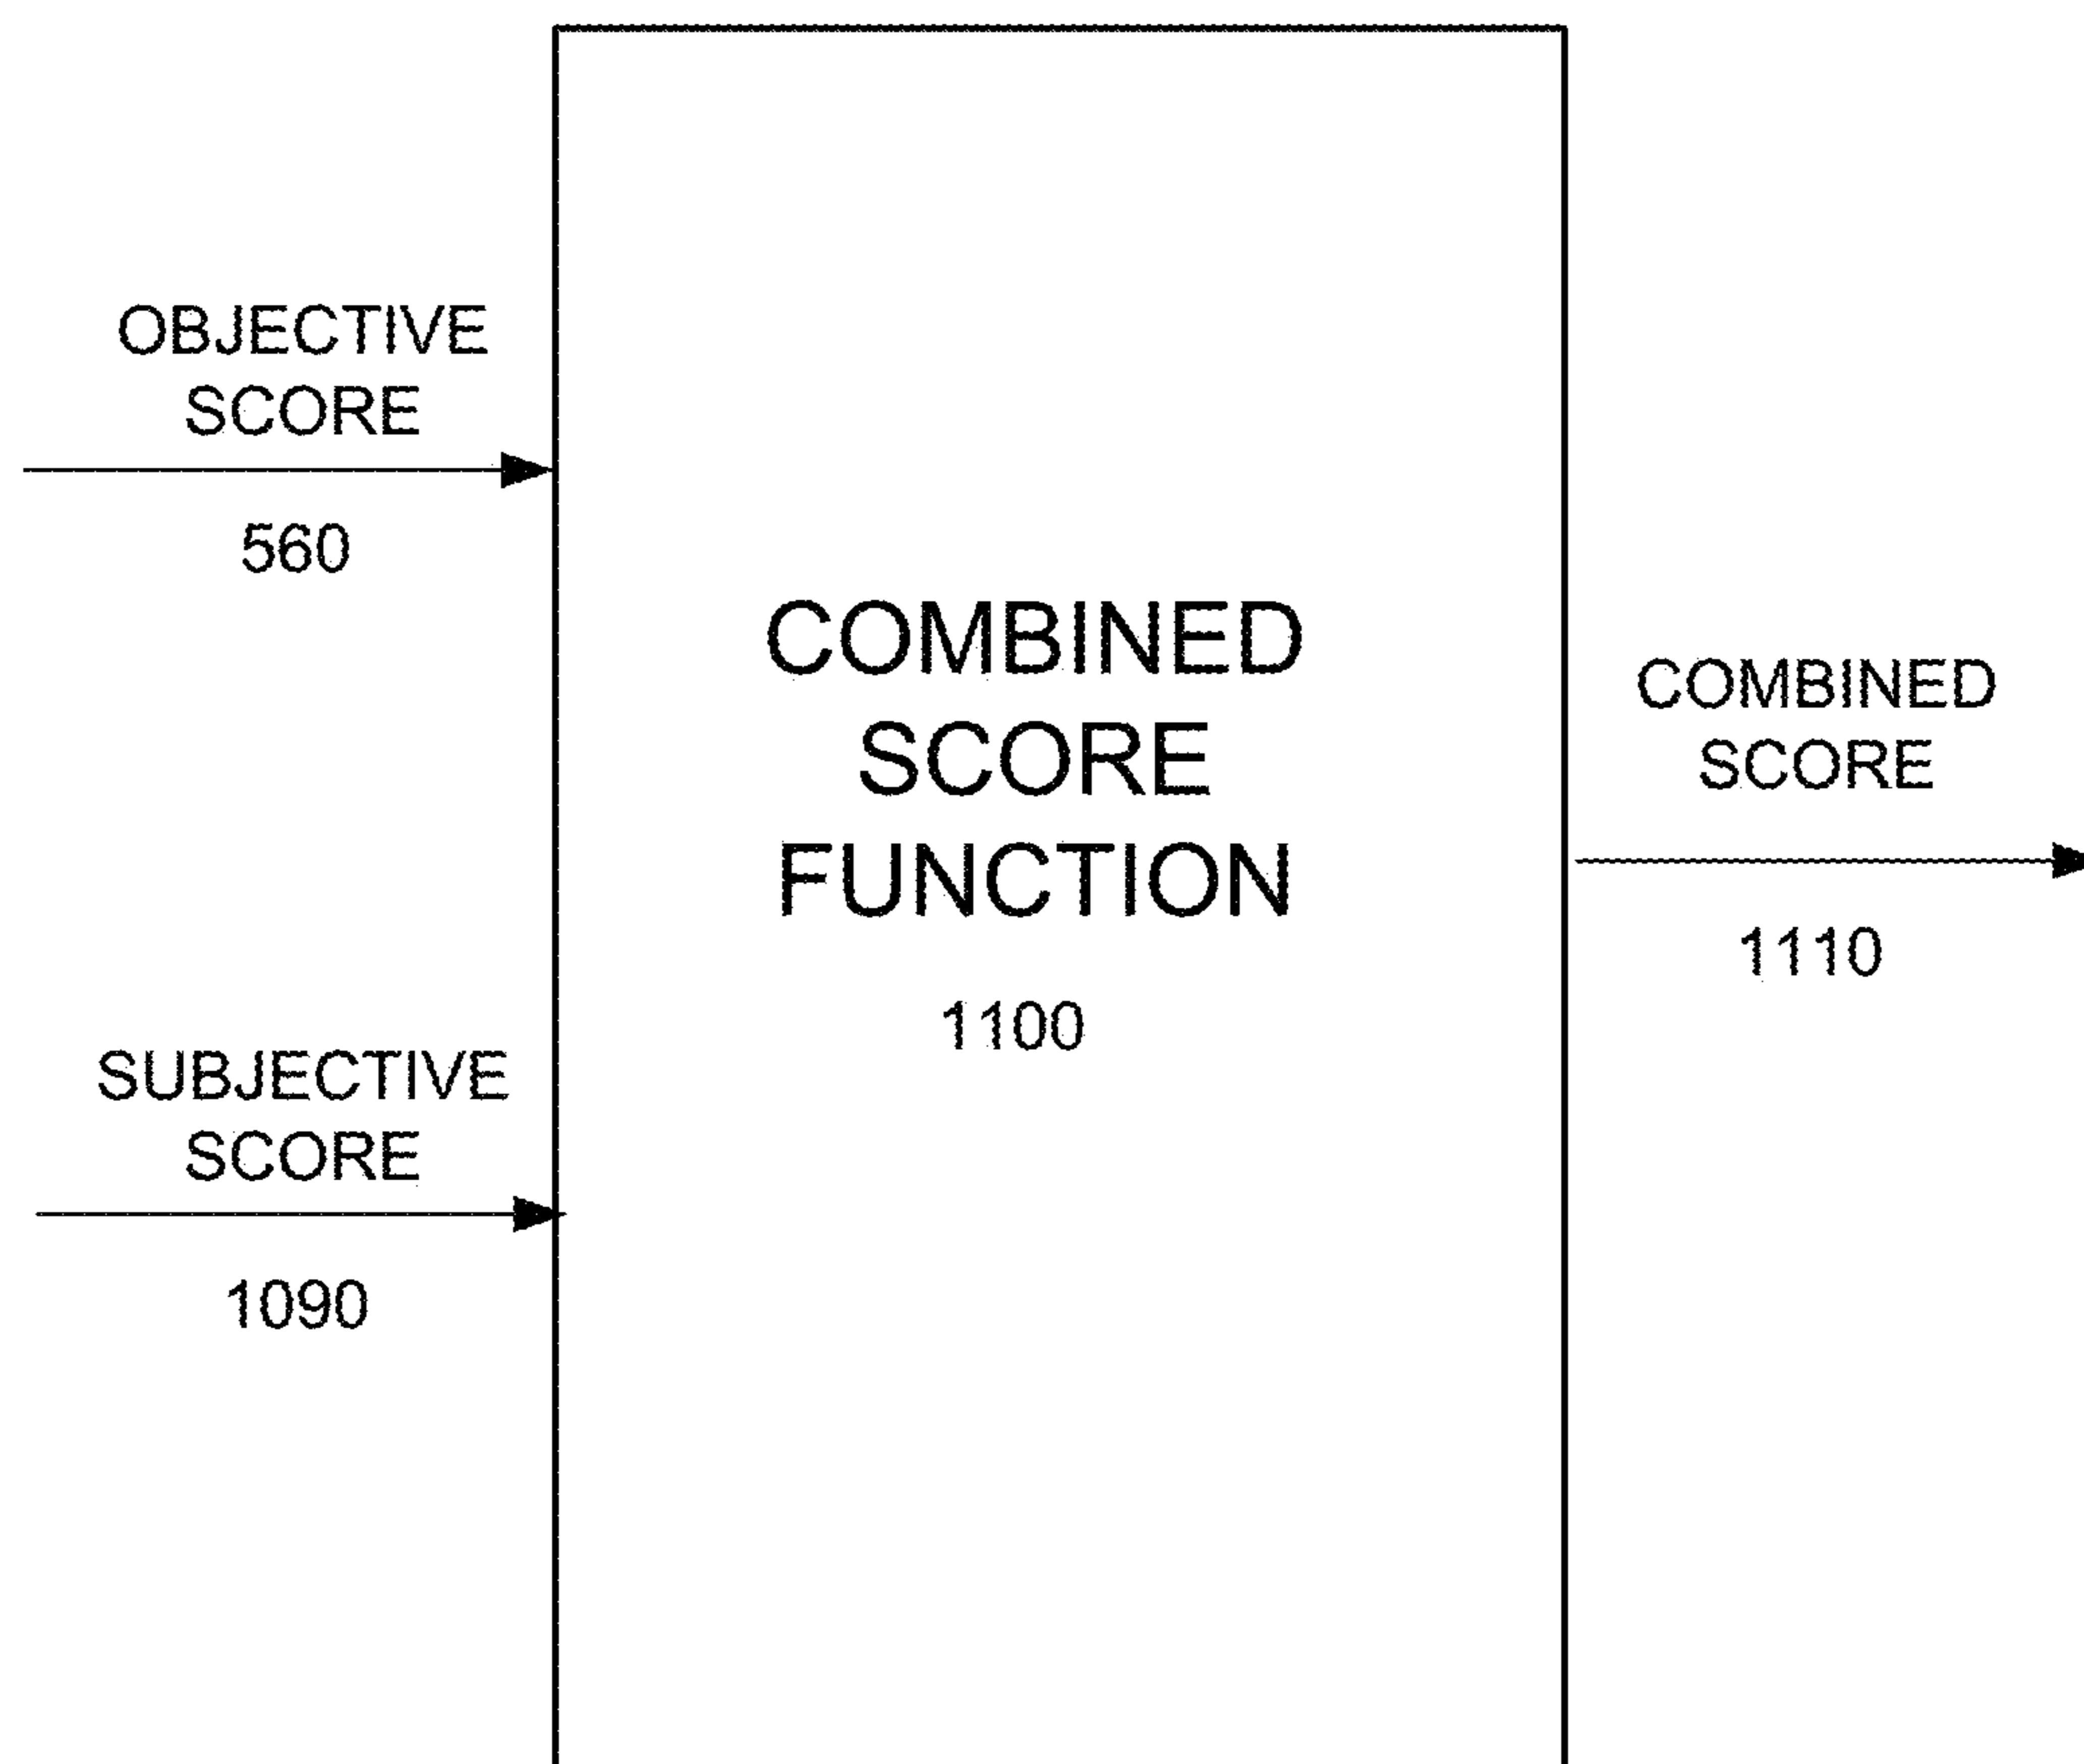 OBJECTIVE
SCORE
560
SUBJECTIVE
SCORE
1090
COMBINED
SCORE
FUNCTION
1100
COMBINED
SCORE
1110